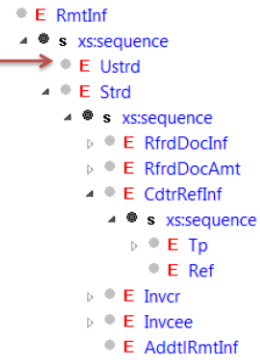 E RmtInf
s xs:sequence
E Ustrd
E Strd
s xs:sequence
E RfrdDocInf
E RfrdDocAmt
E CdtrRefInf
s xs:sequence
E Tp
E Ref
E Invcr
E Invcee
E AddtlRmtInf